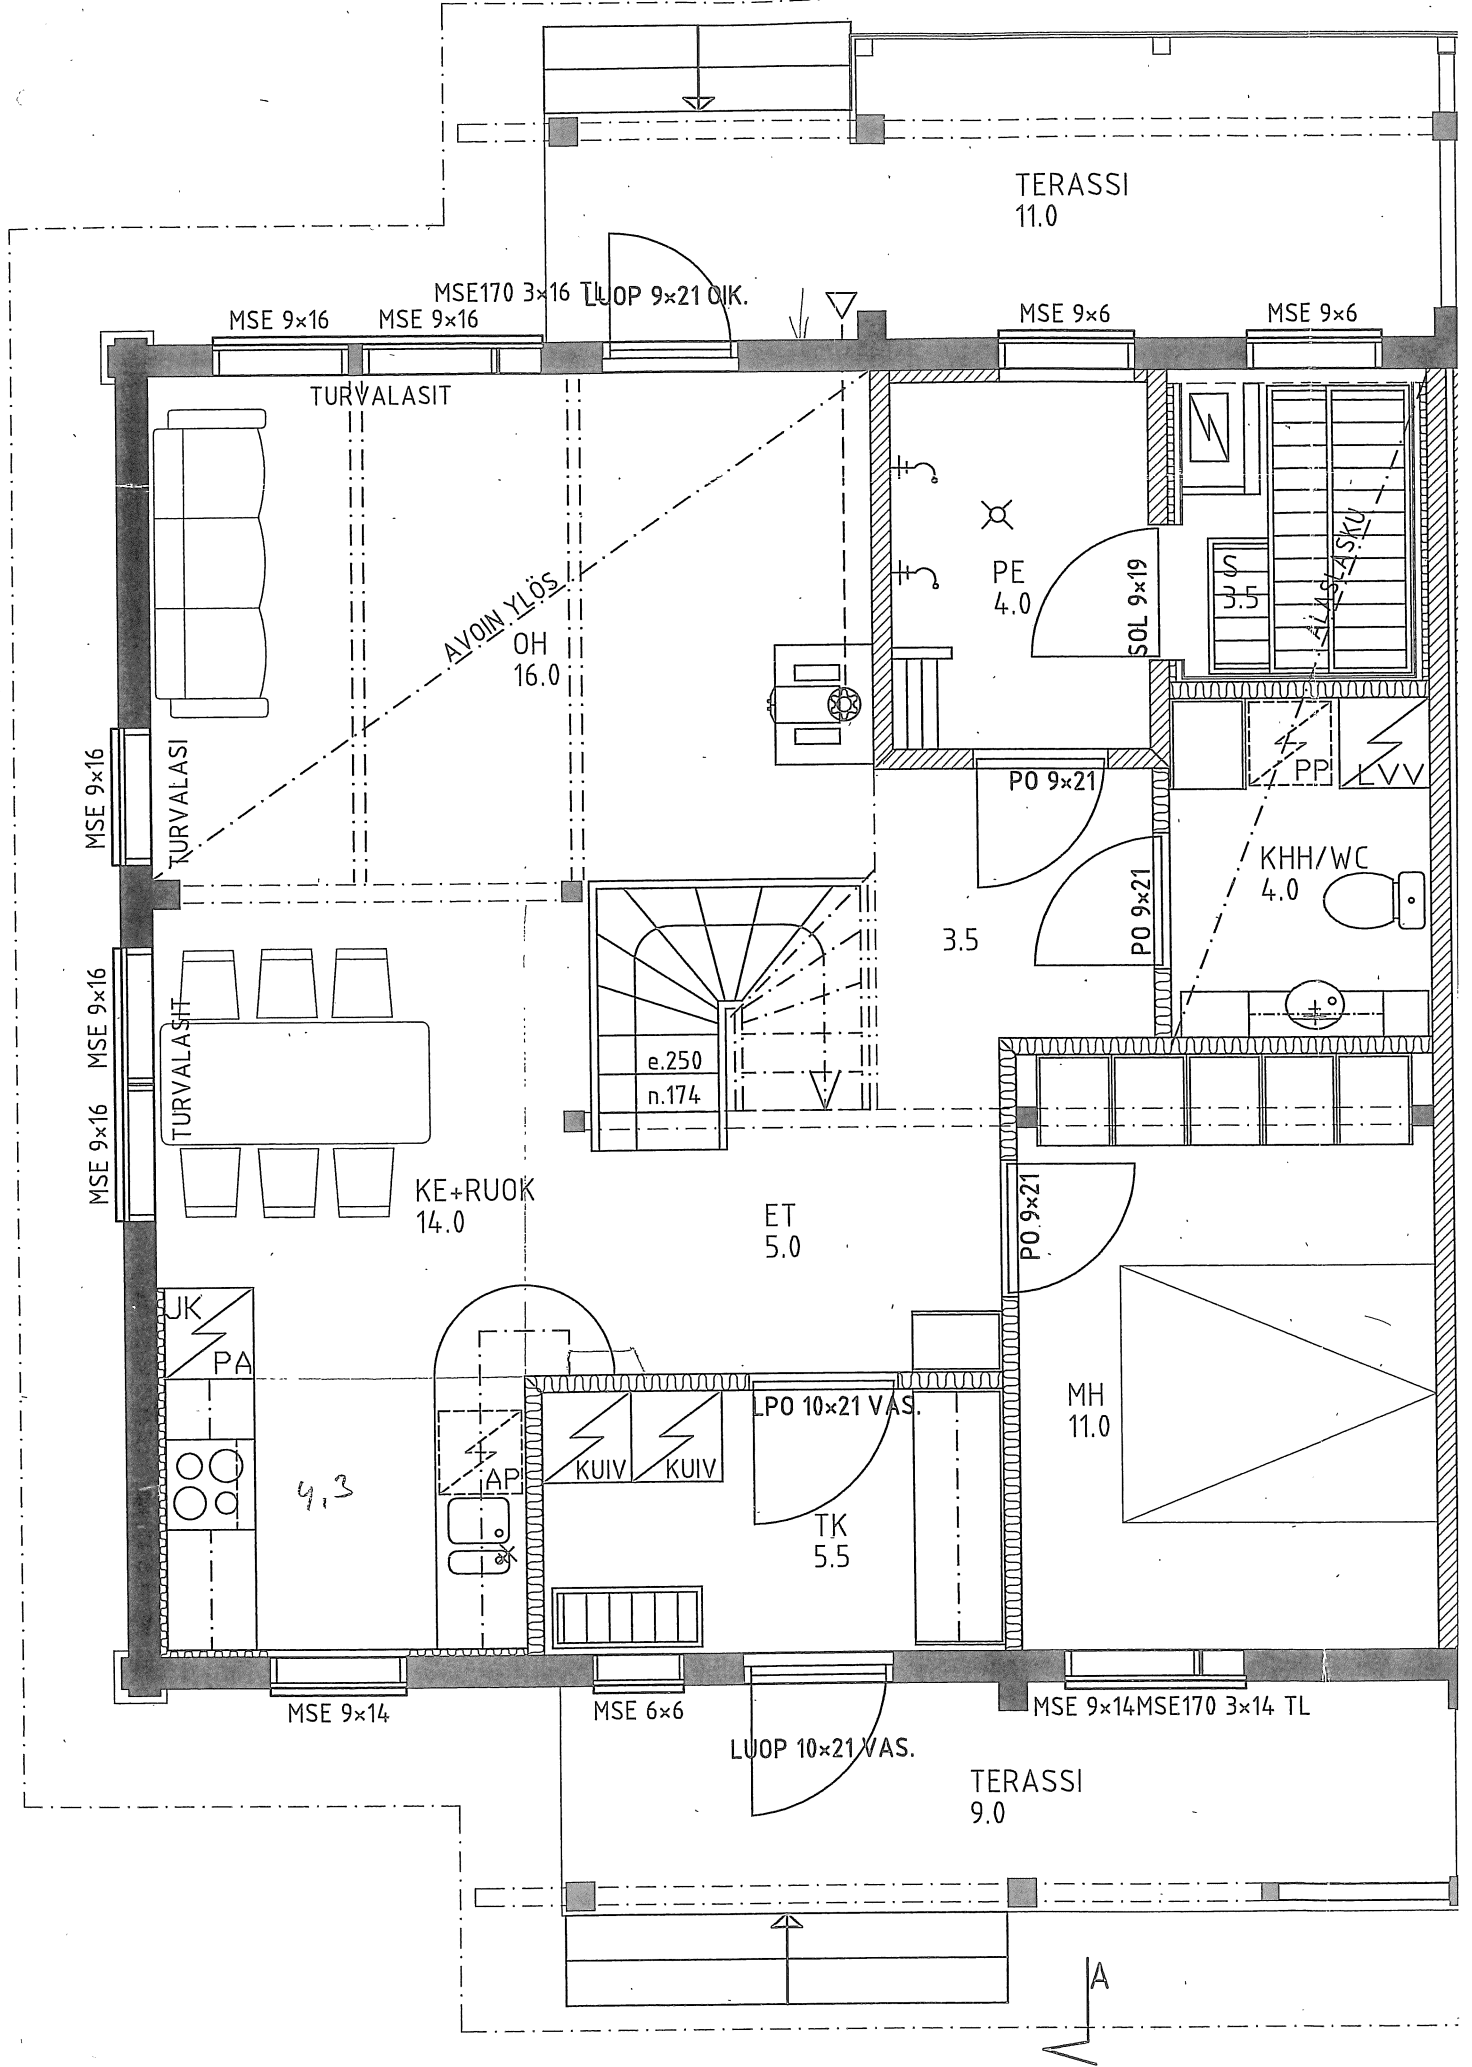 TERASSI
11.0
MSE170 3×16 TL
LUOP 9×21 OIK.
MSE 9×16
MSE 9×16
MSE 9×6
MSE 9×6
TURVALASIT
AVOIN YLÖS
OH
16.0
PE
4.0
SOL 9×19
S
3.5
ALASLASKU
MSE 9×16
TURVALASI
PO 9×21
PP
LVV
KHH/WC
4.0
PO 9×21
3.5
MSE 9×16
MSE 9×16
TURVALASIT
e.250
n.174
KE+RUOK
14.0
ET
5.0
PO 9×21
JK
PA
MH
11.0
LPO 10×21 VAS.
KUIV
KUIV
AP
4,3
TK
5.5
MSE 9×14
MSE 6×6
MSE 9×14
MSE170 3×14 TL
LUOP 10×21 VAS.
TERASSI
9.0
A